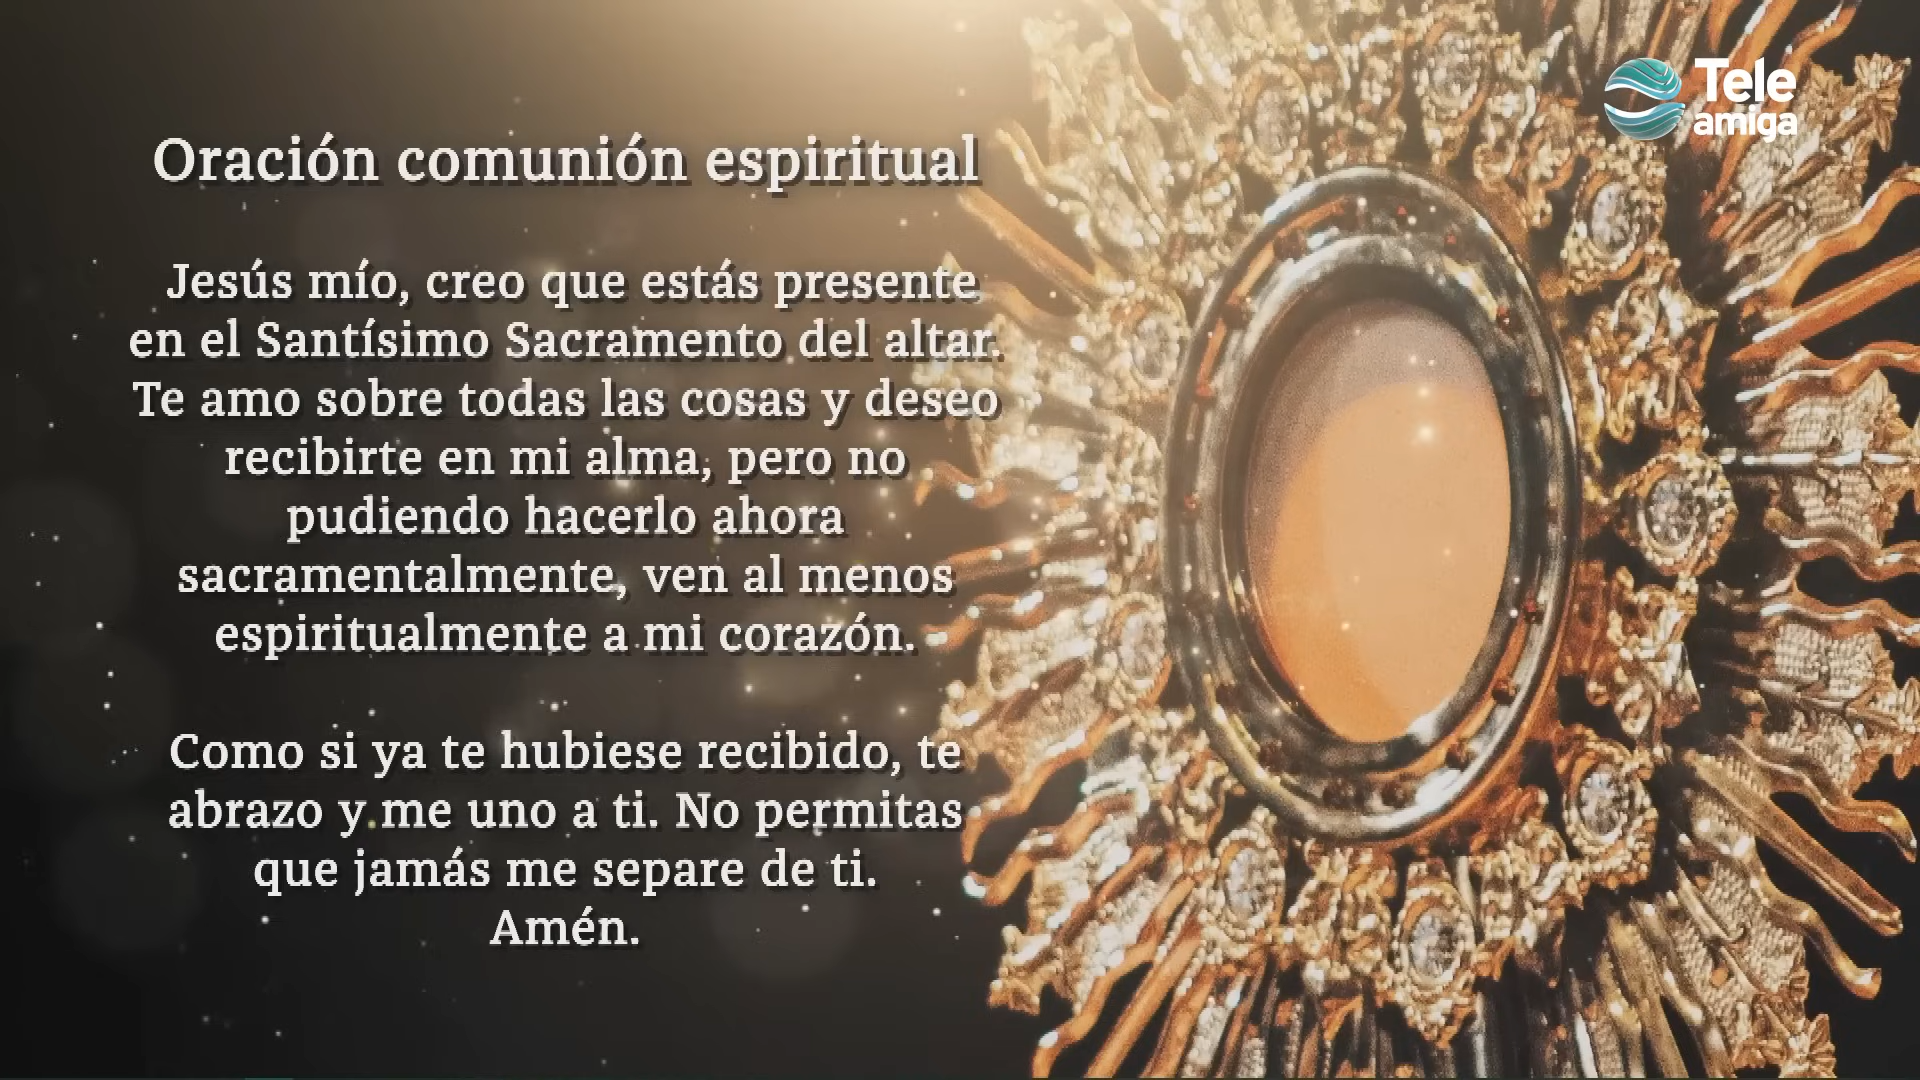 Tele
amiga
Oración comunión espiritual
Jesús mío, creo que estás presente
en el Santísimo Sacramento del altar.
Te amo sobre todas las cosas y deseo
recibirte en mi alma, pero no
pudiendo hacerlo ahora
sacramentalmente, ven al menos
espiritualmente a mi corazón.
Como si ya te hubiese recibido, te
abrazo y me uno a ti. No permitas
que jamás me separe de ti.
Amén.